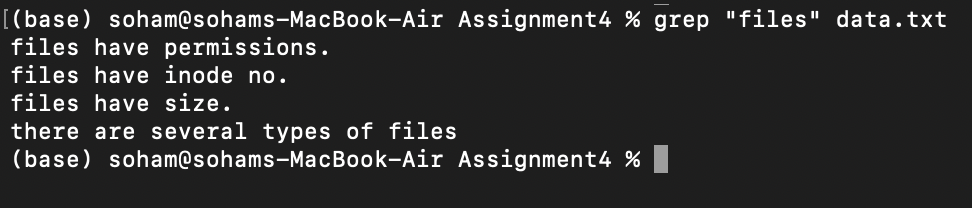 [(base) soham@sohams-MacBook-Air Assignment4 % grep "files" data.txt
files have permissions.
files have inode no.
files have size.
there are several types of files
(base) soham@sohams-MacBook-Air Assignment4 %